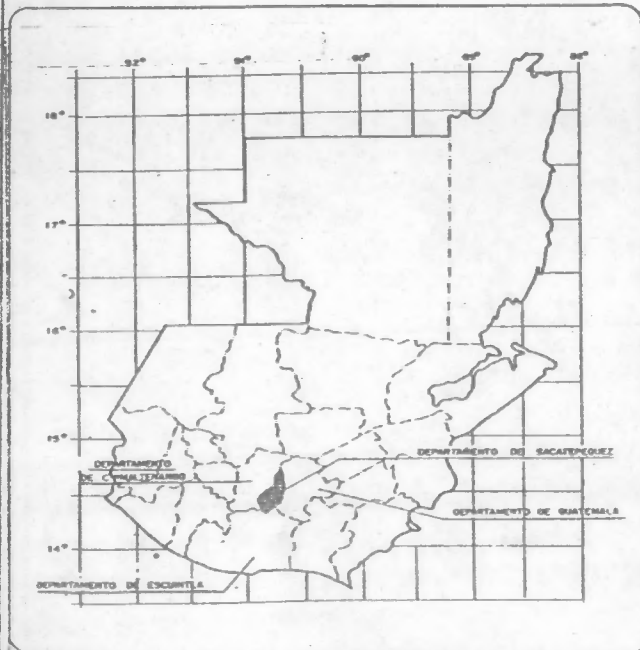 92° 91° 90° 89° 88°
18°
17°
16°
15°
DEPARTAMENTO DE SACATEPEQUEZ
DEPARTAMENTO
DE CHIMALTENANGO
DEPARTAMENTO DE GUATEMALA
14°
DEPARTAMENTO DE ESCUINTLA